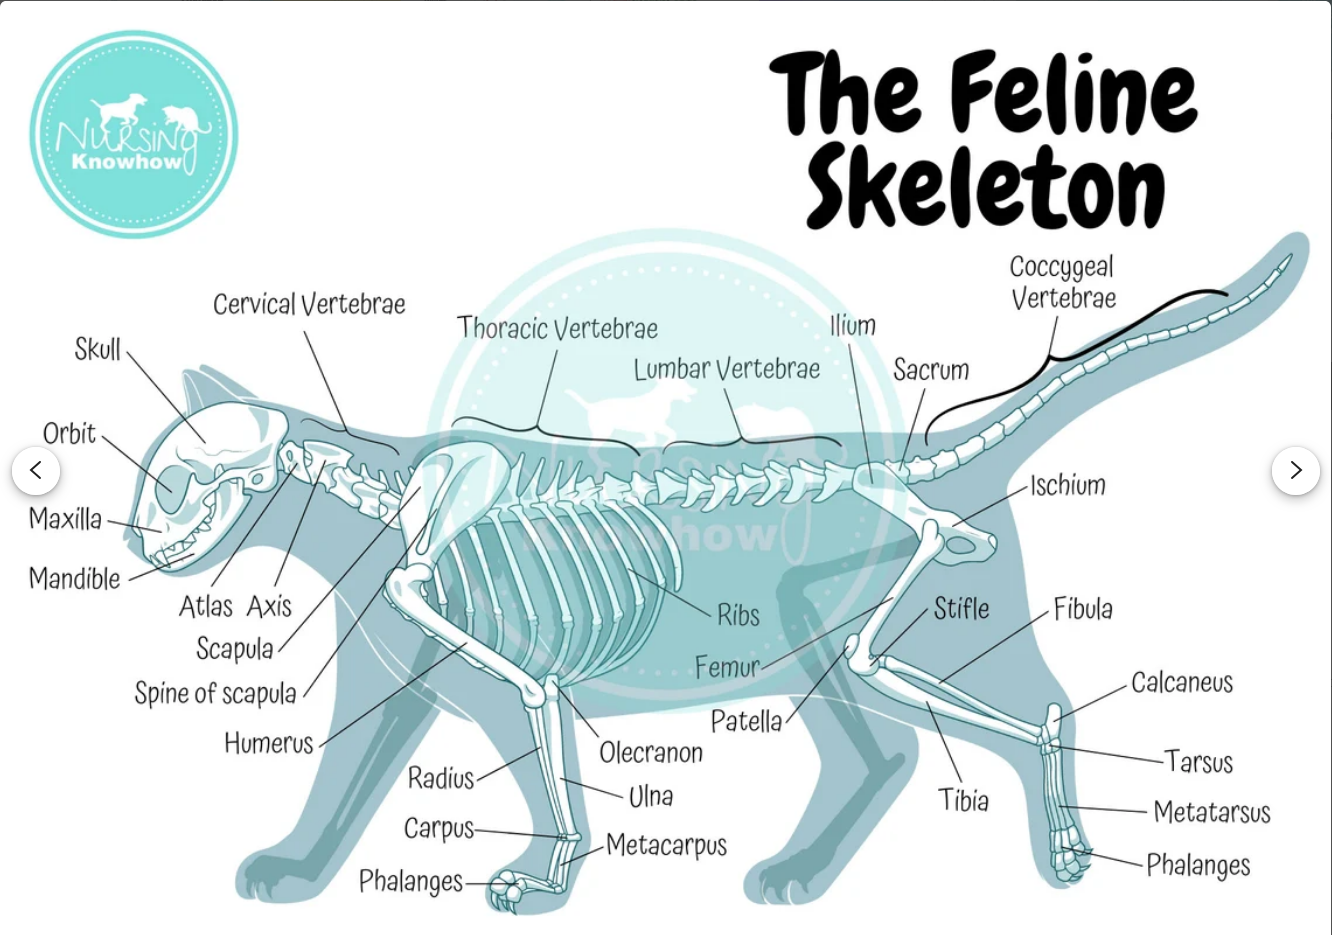 Nursing
Knowhow
The Feline
Skeleton
Coccygeal
Vertebrae
Cervical Vertebrae
Thoracic Vertebrae
Ilium
Skull
Lumbar Vertebrae
Sacrum
Orbit
Ischium
Maxilla
Knowhow
Mandible
Atlas
Axis
Ribs
Stifle
Fibula
Scapula
Femur
Calcaneus
Spine of scapula
Patella
Humerus
Olecranon
Tarsus
Radius
Ulna
Tibia
Metatarsus
Carpus
Metacarpus
Phalanges
Phalanges